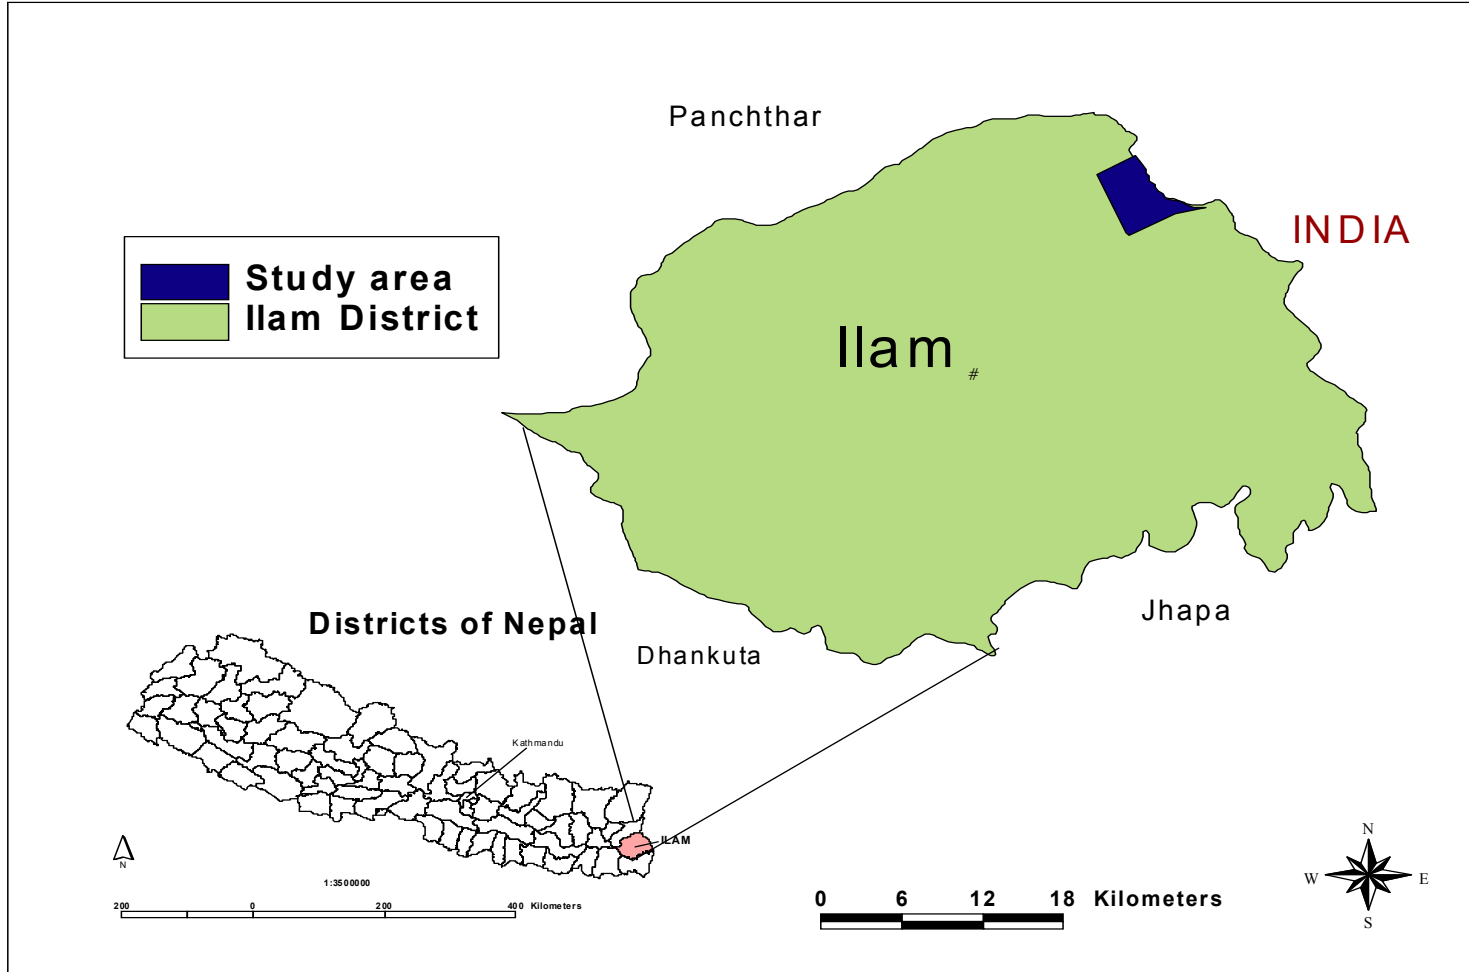 Panchthar
INDIA
Study area
Ilam District
Ilam
#
Districts of Nepal
Dhankuta
Jhapa
Kathmandu
ILAM
N
1:3500000
200 0 200 400 Kilometers
0 6 12 18 Kilometers
N
W E
S